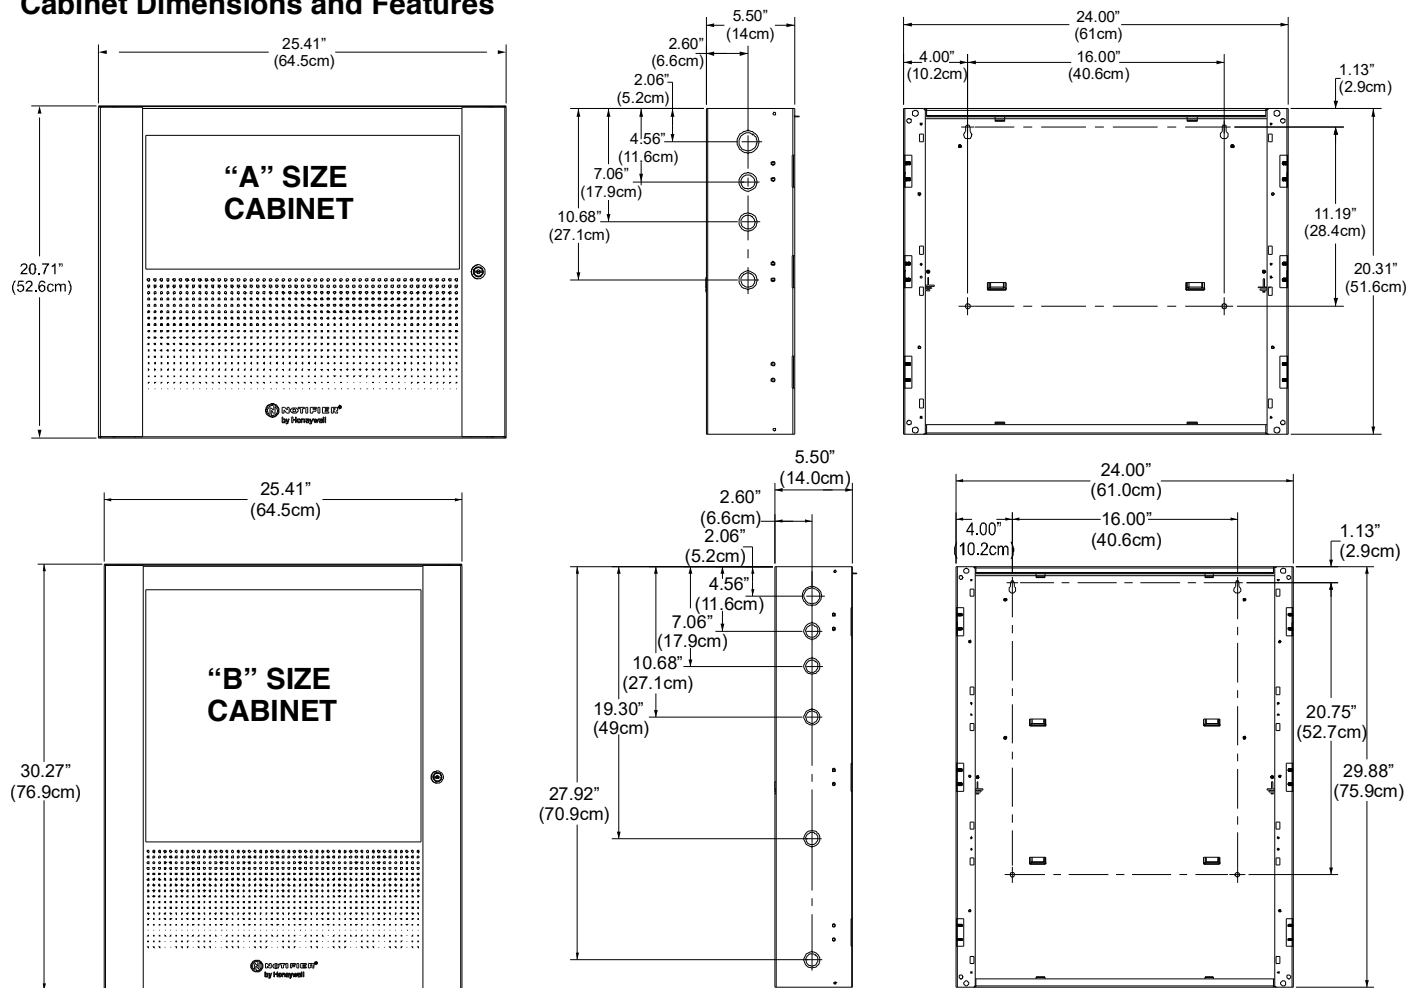 Cabinet Dimensions and Features
25.41”
(64.5cm)
20.71”
(52.6cm)
“A” SIZE
CABINET
NOTIFIER®
by Honeywell
5.50”
(14cm)
2.60”
(6.6cm)
2.06”
(5.2cm)
4.56”
(11.6cm)
7.06”
(17.9cm)
10.68”
(27.1cm)
24.00”
(61cm)
4.00”
(10.2cm)
16.00”
(40.6cm)
1.13”
(2.9cm)
11.19”
(28.4cm)
20.31”
(51.6cm)
25.41”
(64.5cm)
30.27”
(76.9cm)
“B” SIZE
CABINET
NOTIFIER®
by Honeywell
5.50”
(14.0cm)
2.60”
(6.6cm)
2.06”
(5.2cm)
4.56”
(11.6cm)
7.06”
(17.9cm)
10.68”
(27.1cm)
19.30”
(49cm)
27.92”
(70.9cm)
24.00”
(61.0cm)
4.00”
(10.2cm)
16.00”
(40.6cm)
1.13”
(2.9cm)
20.75”
(52.7cm)
29.88”
(75.9cm)